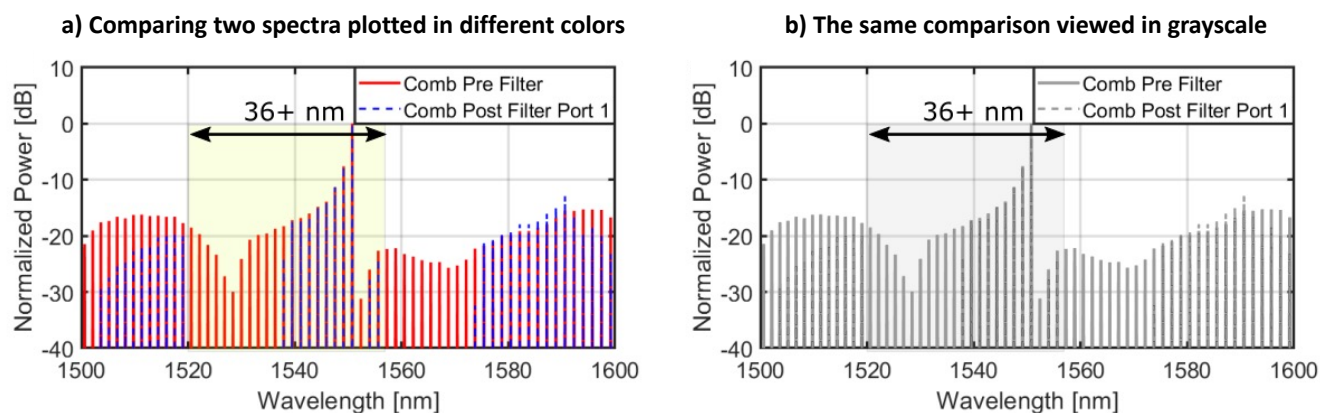 a) Comparing two spectra plotted in different colors
b) The same comparison viewed in grayscale
10
0
-10
-20
-30
-40
Normalized Power [dB]
1500 1520 1540 1560 1580 1600
Wavelength [nm]
36+ nm
Comb Pre Filter
Comb Post Filter Port 1
10
0
-10
-20
-30
-40
Normalized Power [dB]
1500 1520 1540 1560 1580 1600
Wavelength [nm]
36+ nm
Comb Pre Filter
Comb Post Filter Port 1